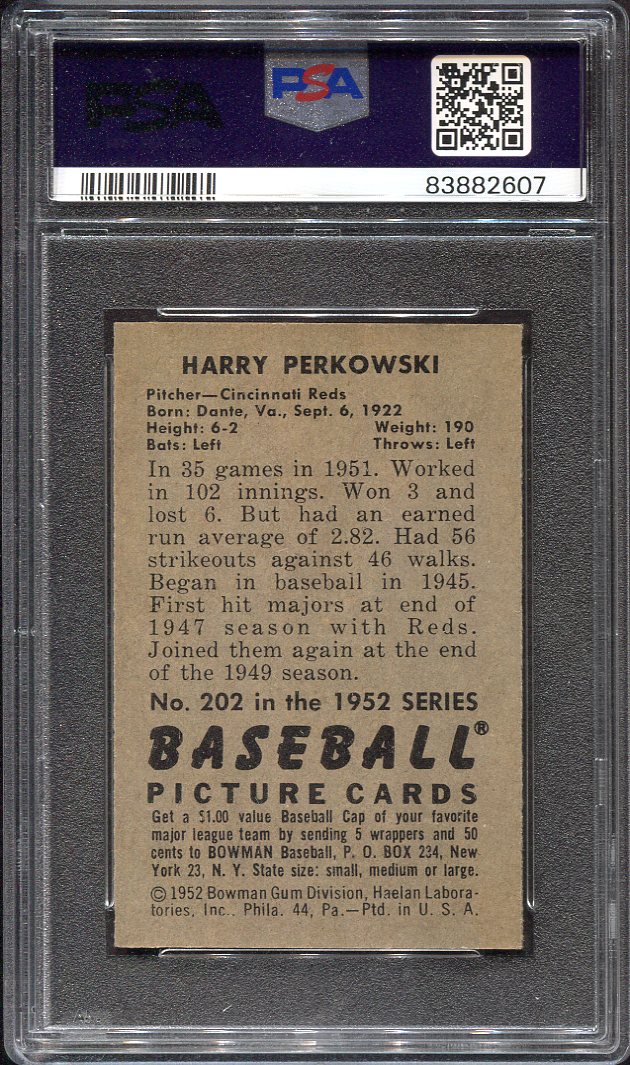 PSA
PSA
83882607
HARRY PERKOWSKI
Pitcher—Cincinnati Reds
Born: Dante, Va., Sept. 6, 1922
Height: 6-2 Weight: 190
Bats: Left Throws: Left
In 35 games in 1951. Worked
in 102 innings. Won 3 and
lost 6. But had an earned
run average of 2.82. Had 56
strikeouts against 46 walks.
Began in baseball in 1945.
First hit majors at end of
1947 season with Reds.
Joined them again at the end
of the 1949 season.
No. 202 in the 1952 SERIES
BASEBALL®
PICTURE CARDS
Get a $1.00 value Baseball Cap of your favorite
major league team by sending 5 wrappers and 50
cents to BOWMAN Baseball, P. O. BOX 234, New
York 23, N. Y. State size: small, medium or large.
© 1952 Bowman Gum Division, Haelan Labora-
tories, Inc., Phila. 44, Pa.—Ptd. in U. S. A.